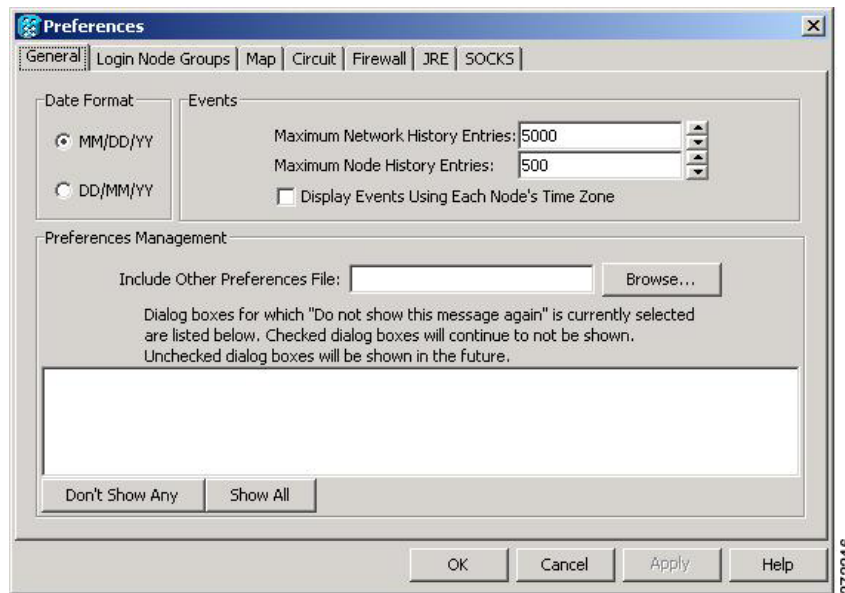 Preferences
General Login Node Groups Map Circuit Firewall JRE SOCKS
Date Format
MM/DD/YY
DD/MM/YY
Events
Maximum Network History Entries: 5000
Maximum Node History Entries: 500
Display Events Using Each Node's Time Zone
Preferences Management
Include Other Preferences File: Browse...
Dialog boxes for which "Do not show this message again" is currently selected
are listed below. Checked dialog boxes will continue to not be shown.
Unchecked dialog boxes will be shown in the future.
Don't Show Any Show All
OK Cancel Apply Help